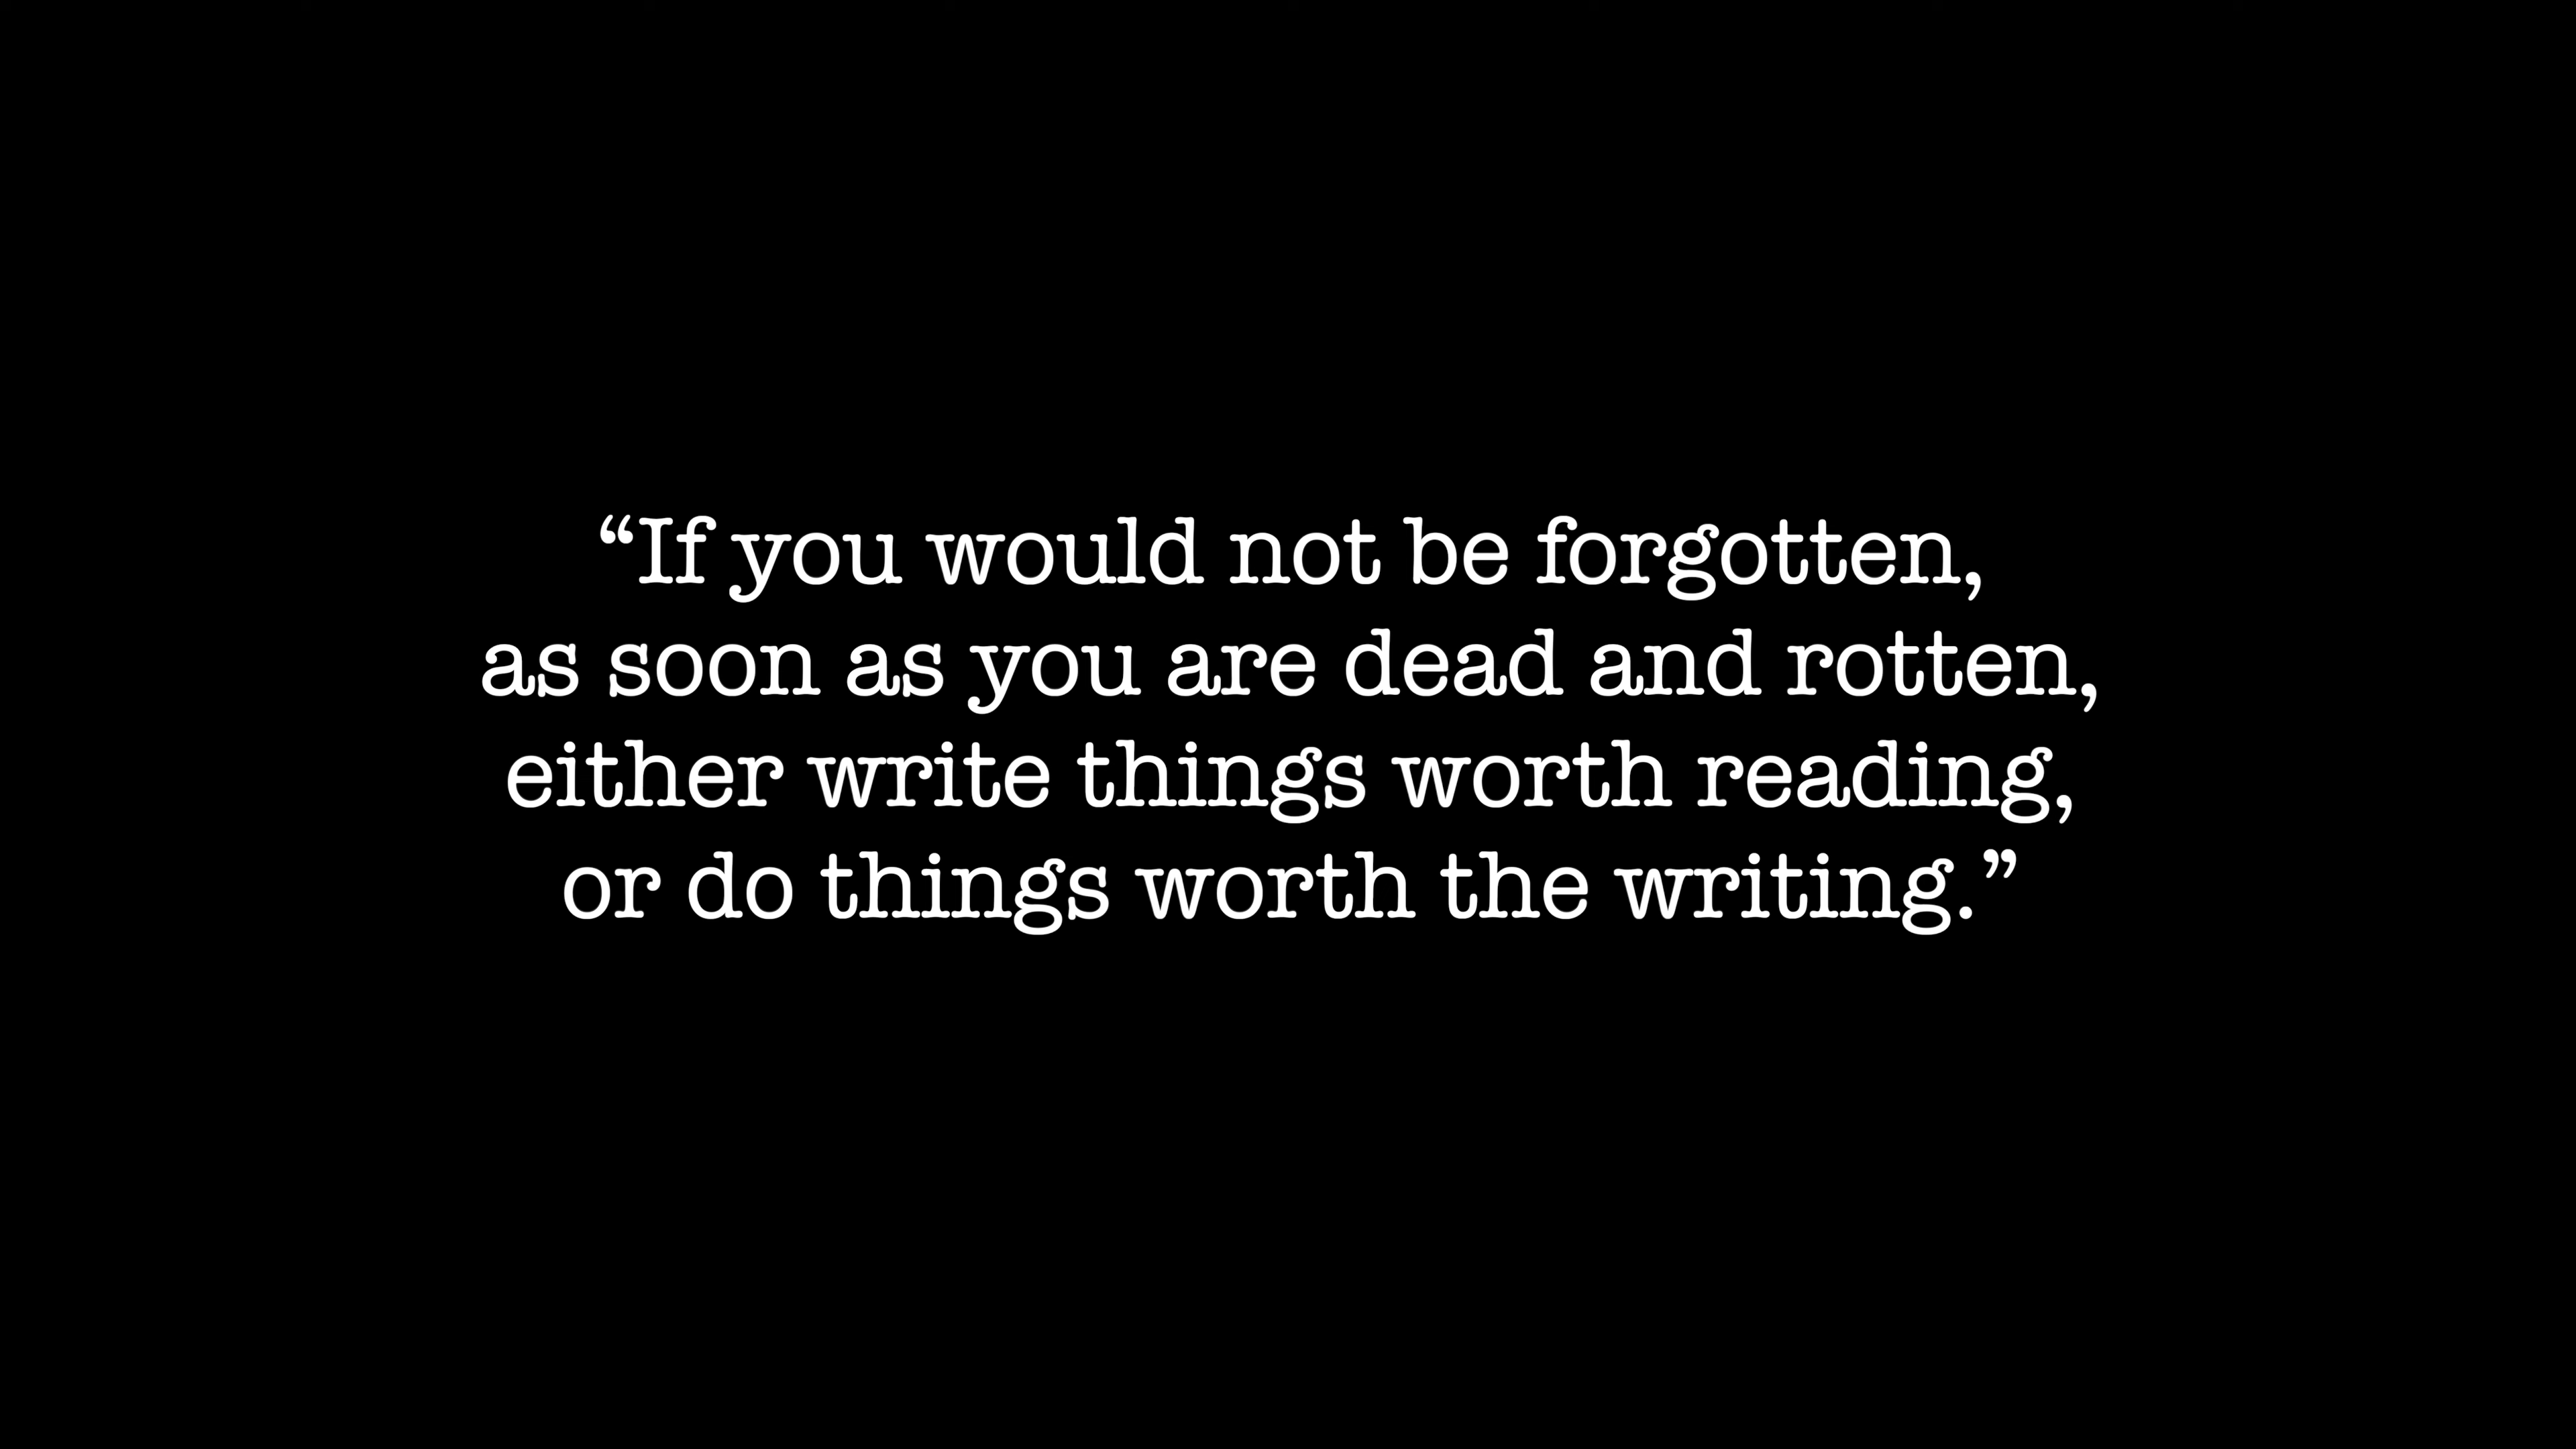 “If you would not be forgotten,
as soon as you are dead and rotten,
either write things worth reading,
or do things worth the writing.”